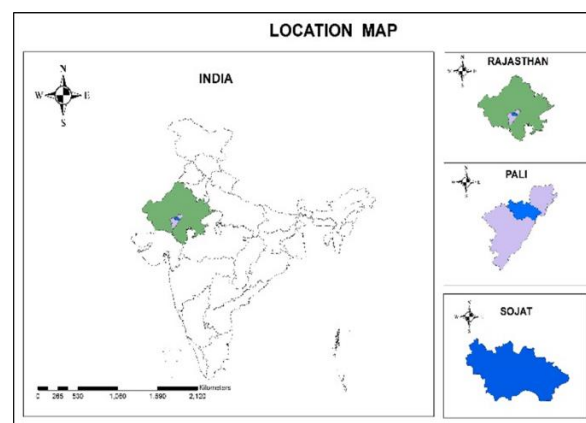 LOCATION MAP
INDIA
N
W E
S
0 265 530 1,060 1,590 2,120
Kilometers
RAJASTHAN
N
PALI
N
SOJAT
N